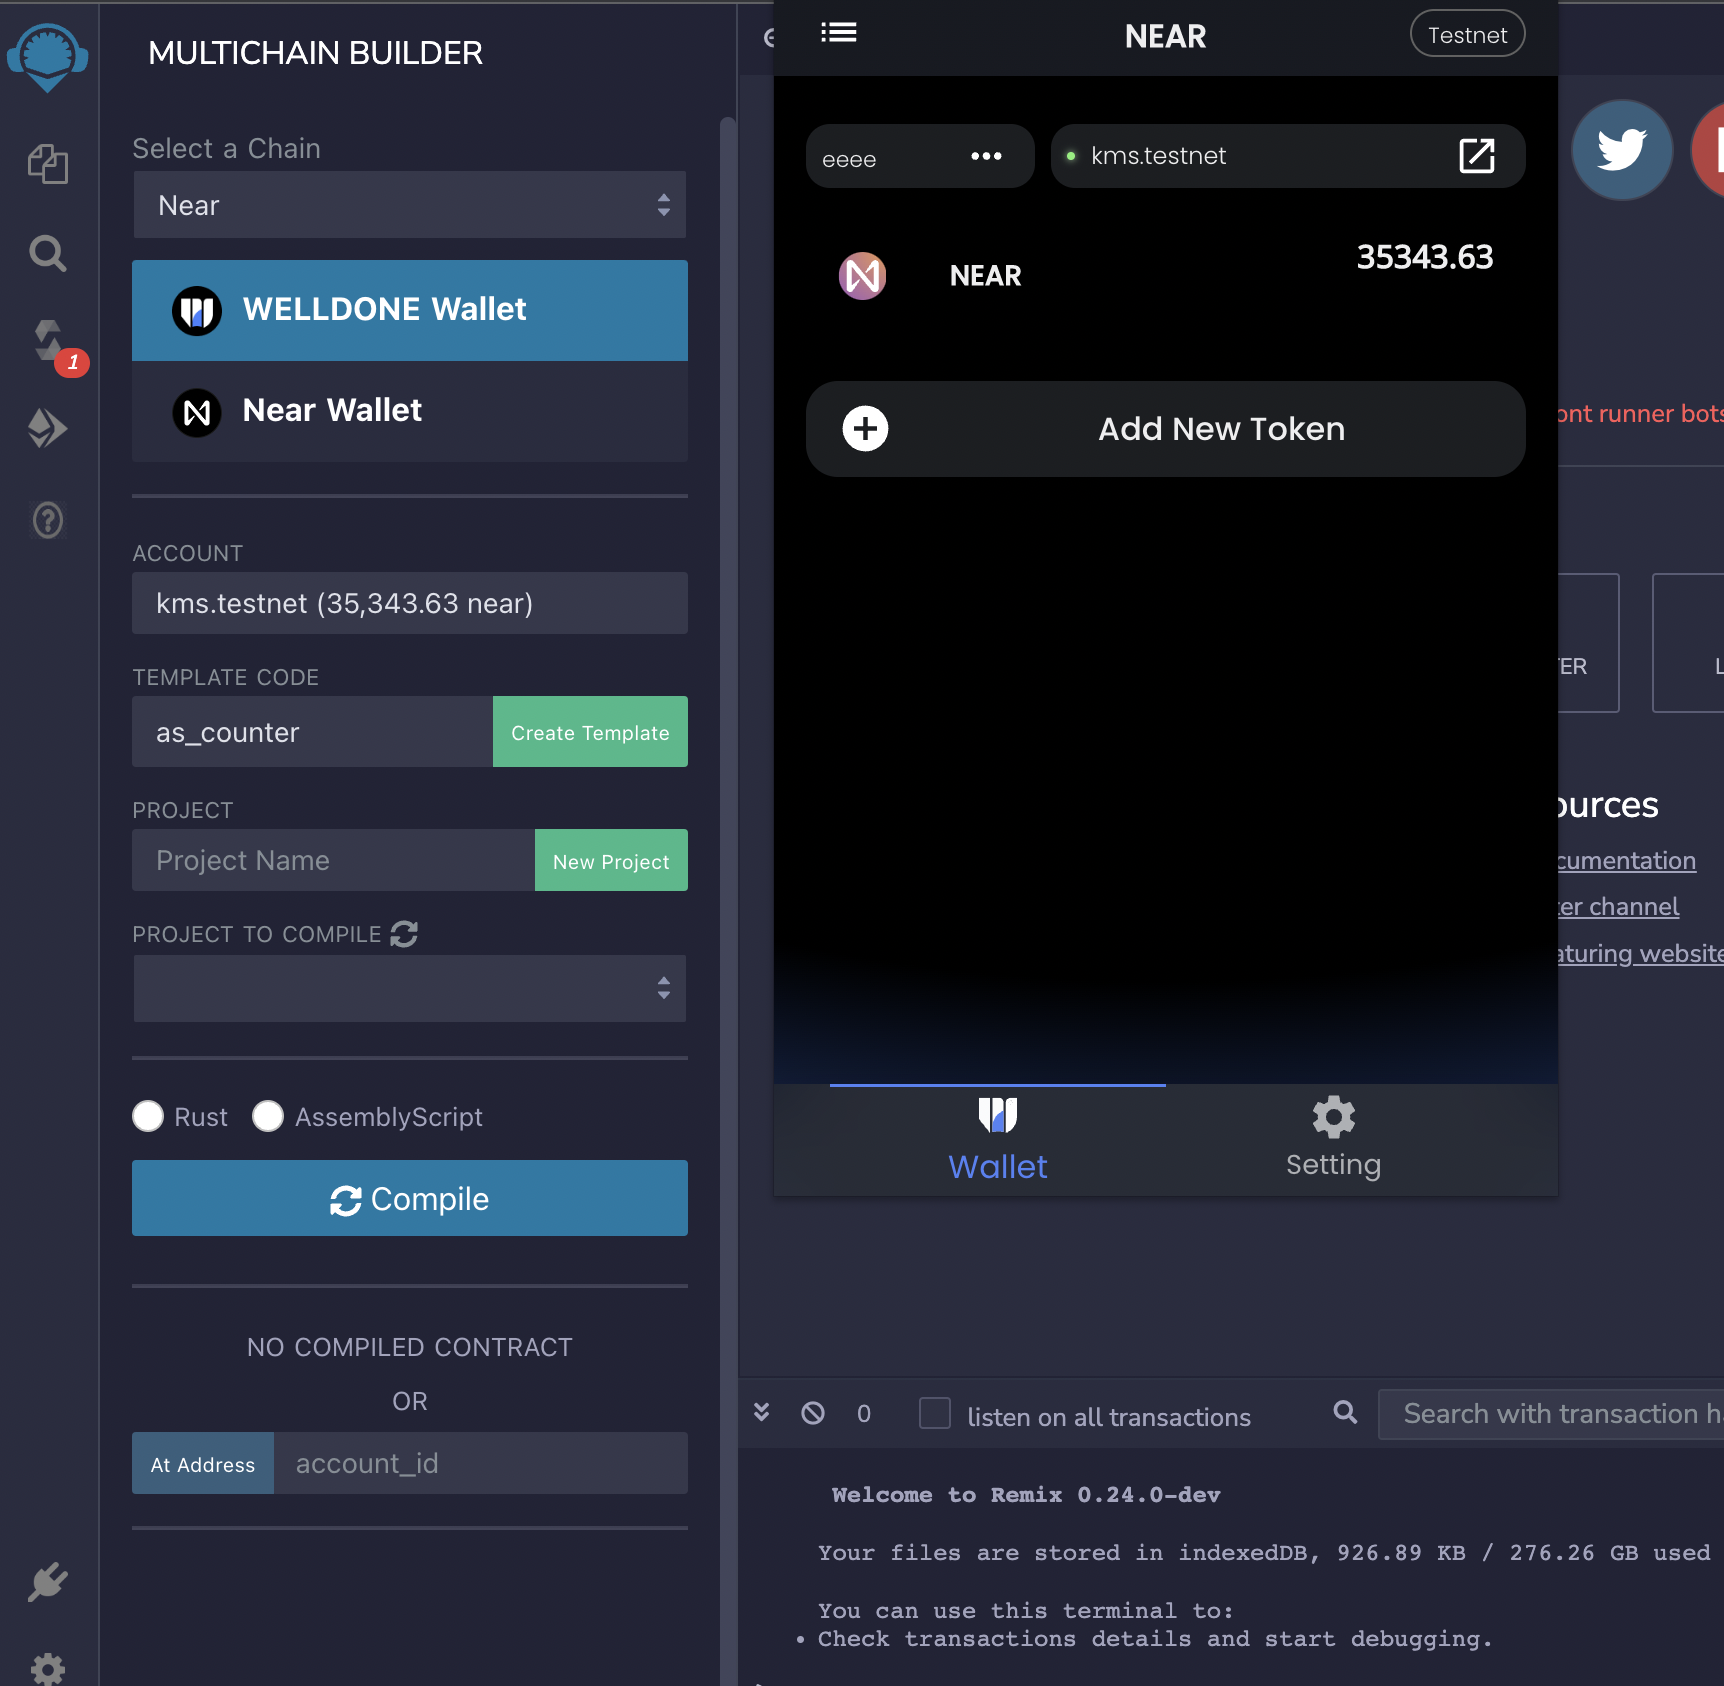 MULTICHAIN BUILDER
Select a Chain
Near
WELLDONE Wallet
Near Wallet
1
ACCOUNT
kms.testnet (35,343.63 near)
TEMPLATE CODE
as_counter
Create Template
PROJECT
Project Name
New Project
PROJECT TO COMPILE
Rust
AssemblyScript
Compile
NO COMPILED CONTRACT
OR
At Address
account_id
NEAR
Testnet
eeee
kms.testnet
NEAR
35343.63
Add New Token
Wallet
Setting
ont runner bots
TER
L
ources
cumentation
ter channel
aturing website
0
listen on all transactions
Search with transaction ha
Welcome to Remix 0.24.0-dev
Your files are stored in indexedDB, 926.89 KB / 276.26 GB used
You can use this terminal to:
• Check transactions details and start debugging.